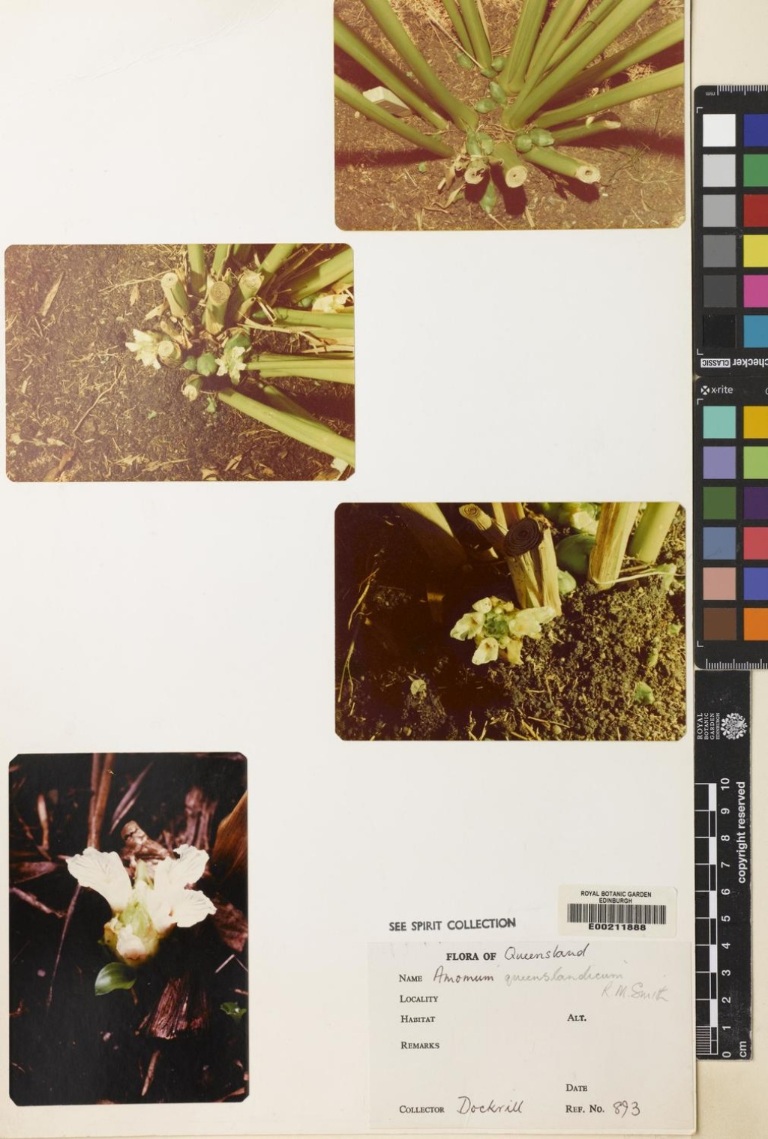 mm
checker CLASSIC
x-rite
ROYAL
BOTANIC
GARDEN
EDINBURGH
10
9
8
7
6
5
4
3
2
1
0
cm
copyright reserved
SEE SPIRIT COLLECTION
ROYAL BOTANIC GARDEN
EDINBURGH
E00211888
FLORA OF Queensland
NAME Amomum queenslandicum
R. M. Smith
LOCALITY
HABITAT ALT.
REMARKS
DATE
COLLECTOR Dockrill REF. NO. 893